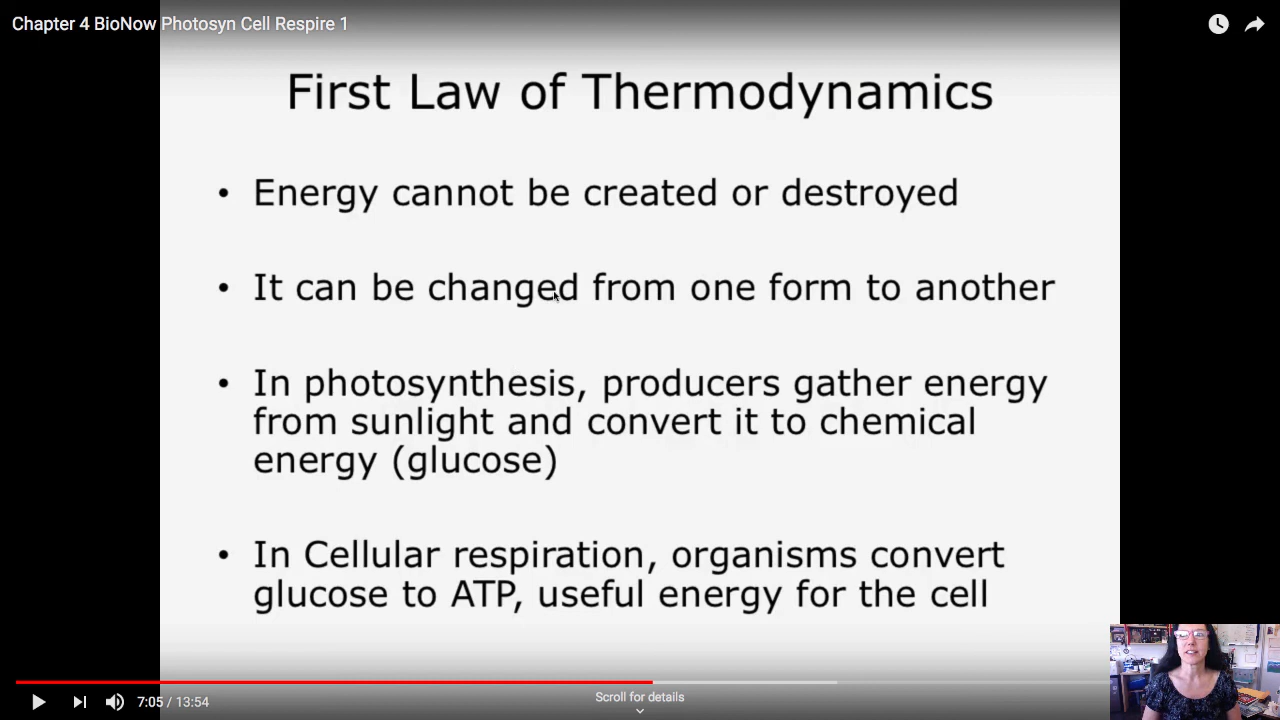 Chapter 4 BioNow Photosyn Cell Respire 1
First Law of Thermodynamics
• Energy cannot be created or destroyed
• It can be changed from one form to another
• In photosynthesis, producers gather energy
from sunlight and convert it to chemical
energy (glucose)
• In Cellular respiration, organisms convert
glucose to ATP, useful energy for the cell
7:05 / 13:54
Scroll for details